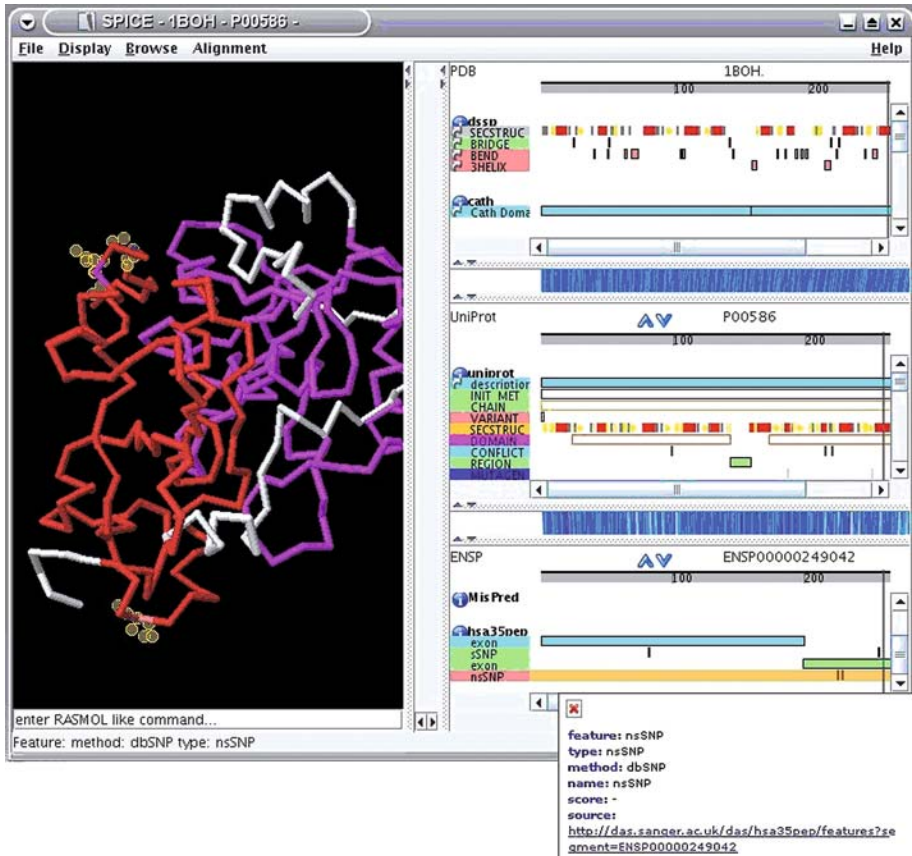 SPICE - 1BOH - P00586 -
File Display Browse Alignment Help
PDB 1BOH.
100 200
dssp
SECSTRUC
BRIDGE
BEND
3HELIX
cath
Cath Doma
UniProt P00586
100 200
uniprot
description
INIT_MET
CHAIN
VARIANT
SECSTRUC
DOMAIN
CONFLICT
REGION
MUTAGEN
ENSP ENSP00000249042
100 200
MisPred
hsa35pep
exon
sSNP
exon
nsSNP
enter RASMOL like command...
Feature: method: dbSNP type: nsSNP
feature: nsSNP
type: nsSNP
method: dbSNP
name: nsSNP
score: -
source:
http://das.sanger.ac.uk/das/hsa35pep/features?se
gment=ENSP00000249042